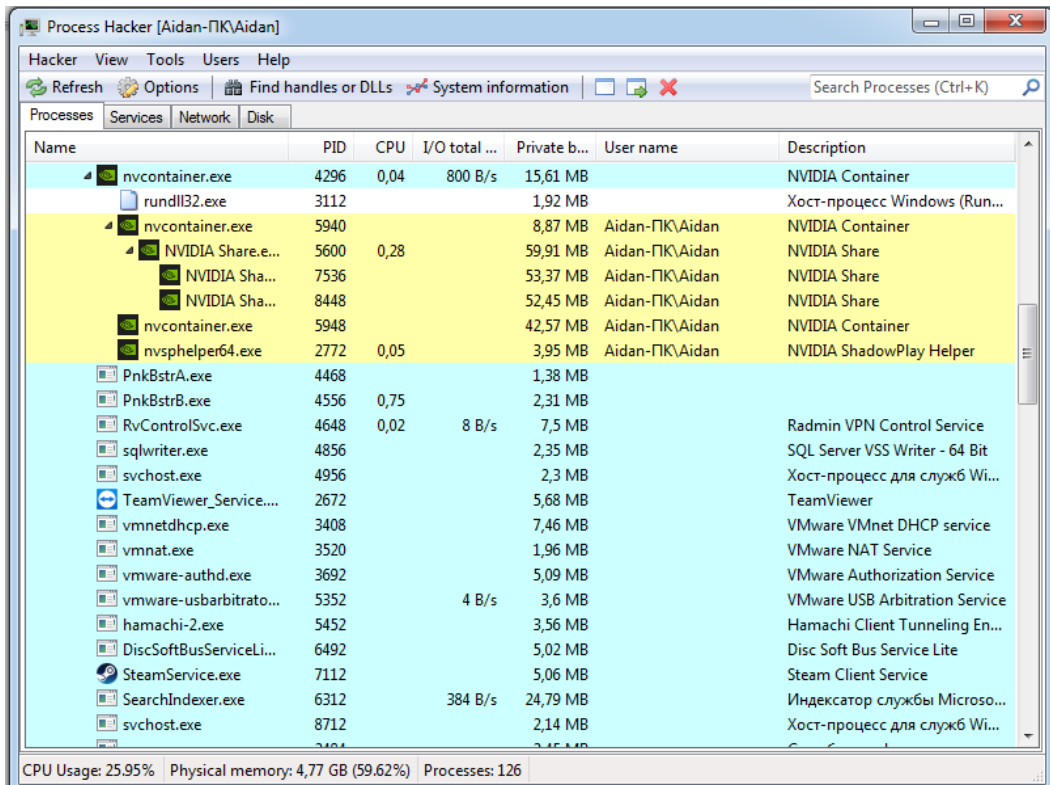 Process Hacker [Aidan-ПК\Aidan]
Hacker View Tools Users Help
Refresh Options Find handles or DLLs System information Search Processes (Ctrl+K)
Processes Services Network Disk
Name PID CPU I/O total ... Private b... User name Description
nvcontainer.exe 4296 0,04 800 B/s 15,61 MB NVIDIA Container
rundll32.exe 3112 1,92 MB Хост-процесс Windows (Run...
nvcontainer.exe 5940 8,87 MB Aidan-ПК\Aidan NVIDIA Container
NVIDIA Share.e... 5600 0,28 59,91 MB Aidan-ПК\Aidan NVIDIA Share
NVIDIA Sha... 7536 53,37 MB Aidan-ПК\Aidan NVIDIA Share
NVIDIA Sha... 8448 52,45 MB Aidan-ПК\Aidan NVIDIA Share
nvcontainer.exe 5948 42,57 MB Aidan-ПК\Aidan NVIDIA Container
nvsphelper64.exe 2772 0,05 3,95 MB Aidan-ПК\Aidan NVIDIA ShadowPlay Helper
PnkBstrA.exe 4468 1,38 MB
PnkBstrB.exe 4556 0,75 2,31 MB
RvControlSvc.exe 4648 0,02 8 B/s 7,5 MB Radmin VPN Control Service
sqlwriter.exe 4856 2,35 MB SQL Server VSS Writer - 64 Bit
svchost.exe 4956 2,3 MB Хост-процесс для служб Wi...
TeamViewer_Service.... 2672 5,68 MB TeamViewer
vmnetdhcp.exe 3408 7,46 MB VMware VMnet DHCP service
vmnat.exe 3520 1,96 MB VMware NAT Service
vmware-authd.exe 3692 5,09 MB VMware Authorization Service
vmware-usbarbitrato... 5352 4 B/s 3,6 MB VMware USB Arbitration Service
hamachi-2.exe 5452 3,56 MB Hamachi Client Tunneling En...
DiscSoftBusServiceLi... 6492 5,02 MB Disc Soft Bus Service Lite
SteamService.exe 7112 5,06 MB Steam Client Service
SearchIndexer.exe 6312 384 B/s 24,79 MB Индексатор службы Microso...
svchost.exe 8712 2,14 MB Хост-процесс для служб Wi...
CPU Usage: 25.95% Physical memory: 4,77 GB (59.62%) Processes: 126